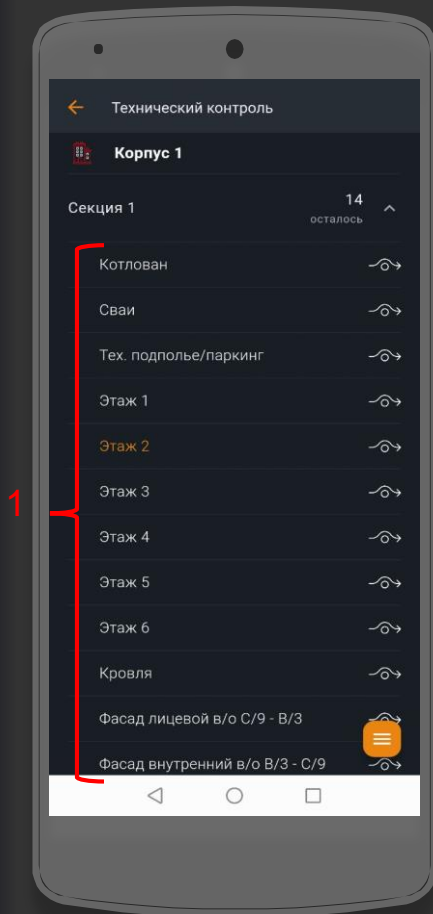 Технический контроль
Корпус 1
Секция 1
14
осталось
Котлован
Сваи
Тех. подполье/паркинг
Этаж 1
Этаж 2
Этаж 3
1
Этаж 4
Этаж 5
Этаж 6
Кровля
Фасад лицевой в/о С/9 - В/3
Фасад внутренний в/о В/3 - С/9